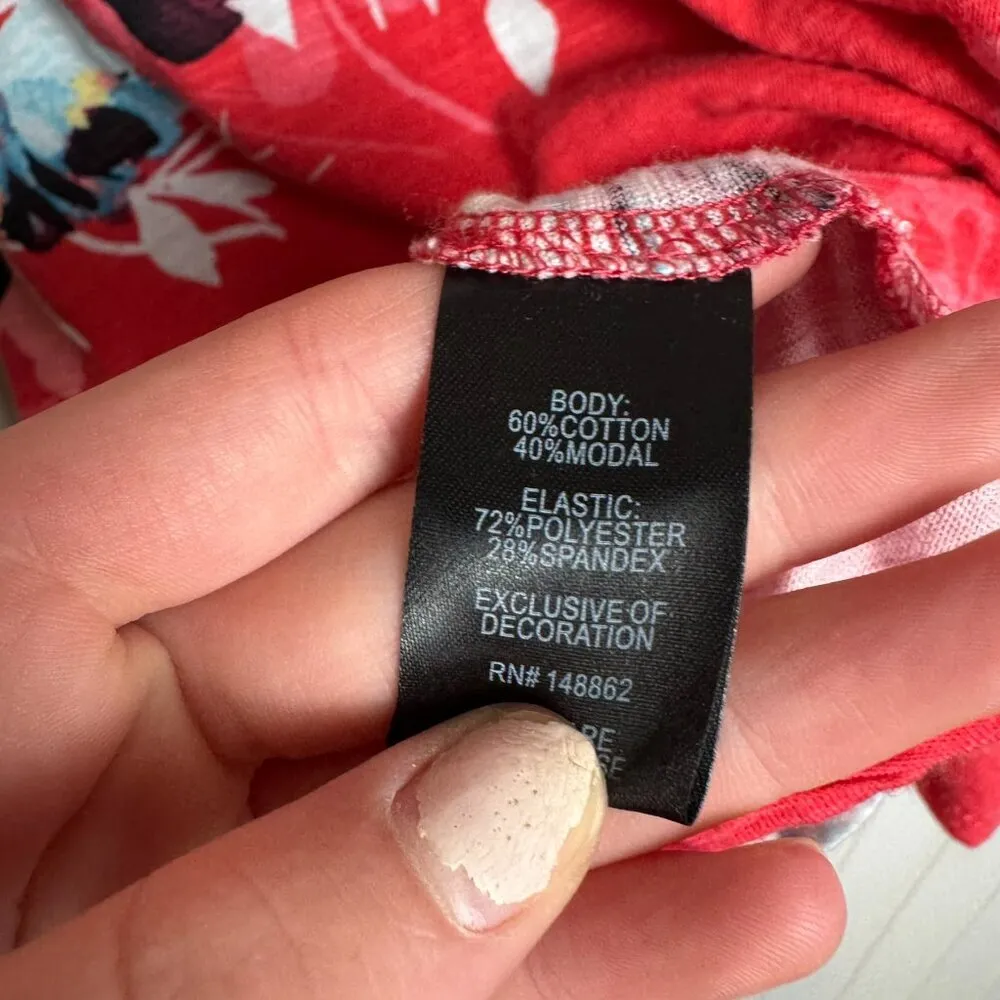 BODY:
60%COTTON
40%MODAL
ELASTIC:
72%POLYESTER
28%SPANDEX
EXCLUSIVE OF
DECORATION
RN# 148862